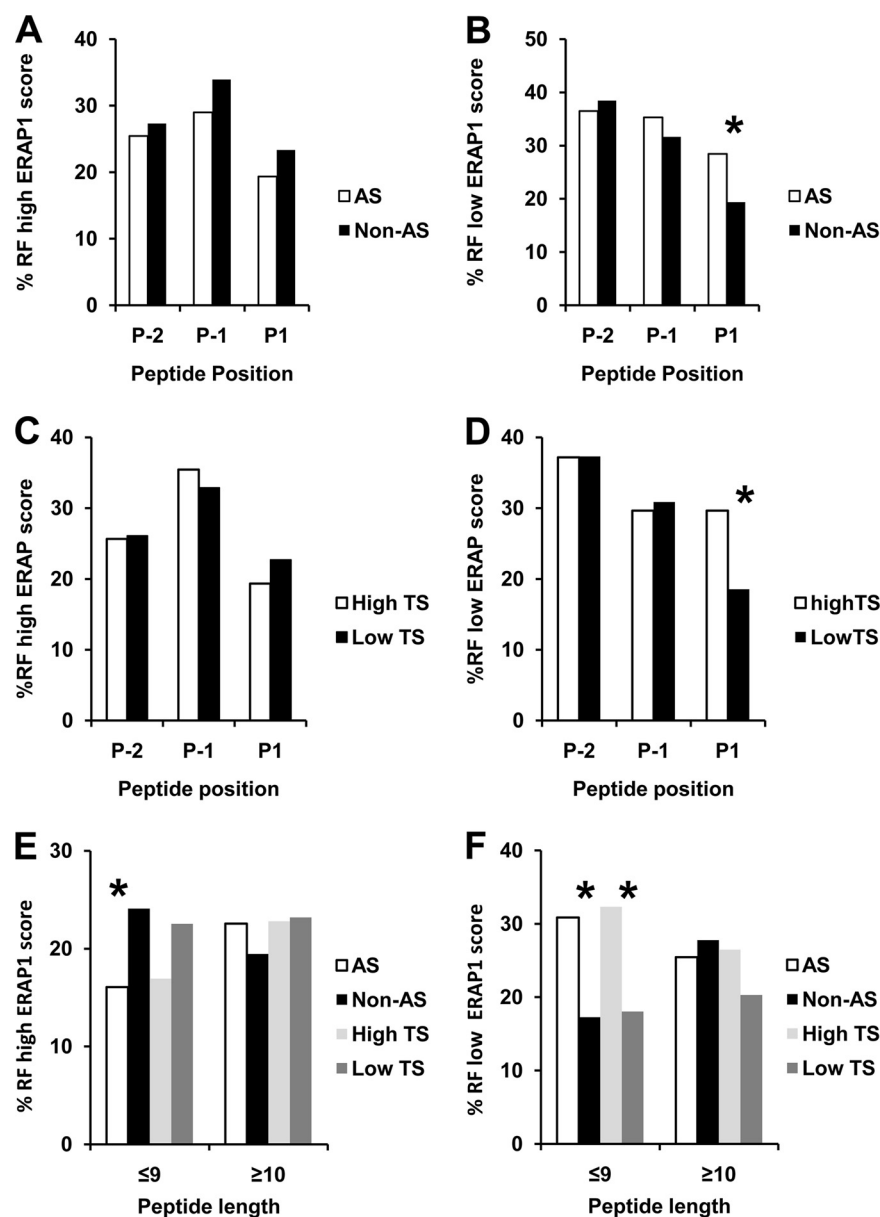 A
% RF high ERAP1 score
40
30
20
10
0
P-2 P-1 P1
Peptide Position
AS
Non-AS
B
% RF low ERAP1 score
50
40
30
20
10
0
*
P-2 P-1 P1
Peptide Position
AS
Non-AS
C
%RF high ERAP score
40
30
20
10
0
P-2 P-1 P1
Peptide position
High TS
Low TS
D
%RF low ERAP score
40
30
20
10
0
*
P-2 P-1 P1
Peptide position
highTS
LowTS
E
% RF high ERAP1 score
30
20
10
0
*
≤9 ≥10
Peptide length
AS
Non-AS
High TS
Low TS
F
% RF low ERAP1 score
40
30
20
10
0
* *
≤9 ≥10
Peptide length
AS
Non-AS
High TS
Low TS